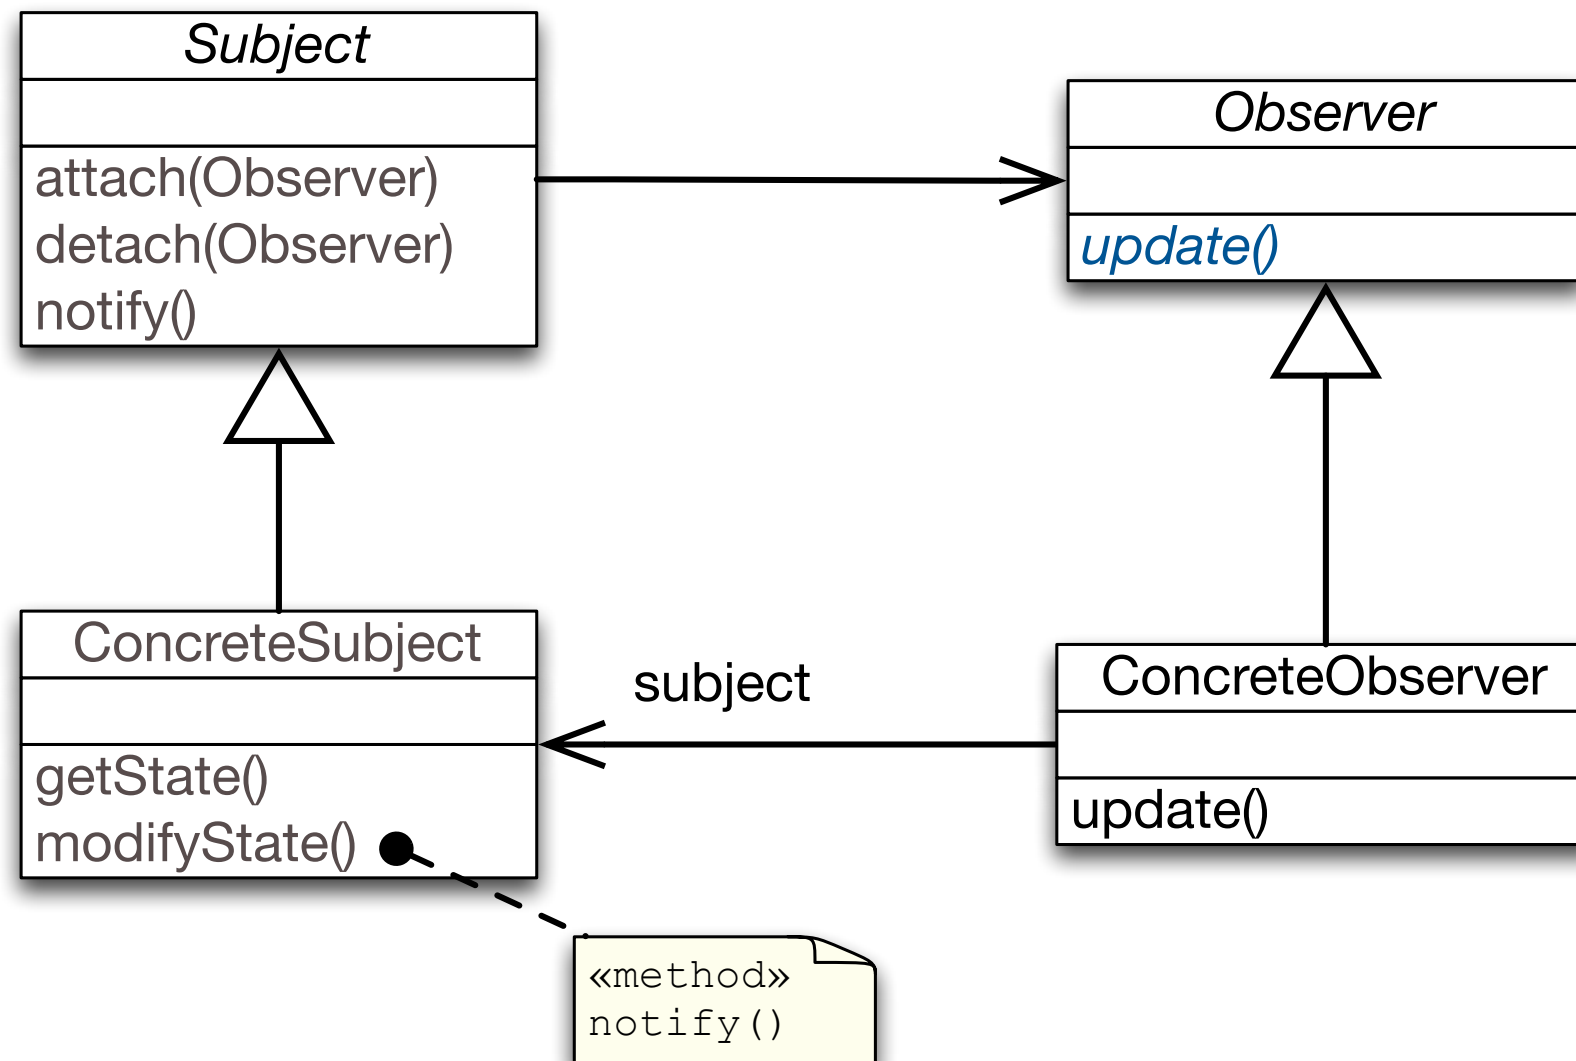 Subject
attach(Observer)
detach(Observer)
notify()
Observer
update()
ConcreteSubject
getState()
modifyState()
subject
ConcreteObserver
update()
«method»
notify()